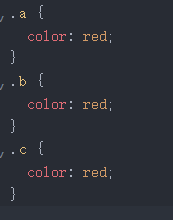 .a {
  color: red;
}
.b {
  color: red;
}
.c {
  color: red;
}